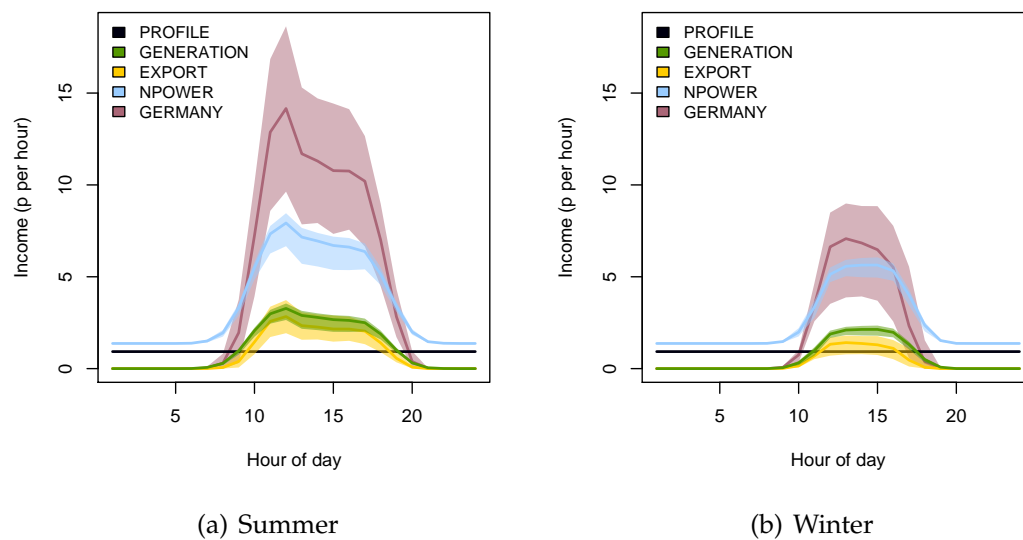 PROFILE
GENERATION
EXPORT
NPOWER
GERMANY
15
10
5
0
Income (p per hour)
5 10 15 20
Hour of day
(a) Summer
PROFILE
GENERATION
EXPORT
NPOWER
GERMANY
15
10
5
0
Income (p per hour)
5 10 15 20
Hour of day
(b) Winter